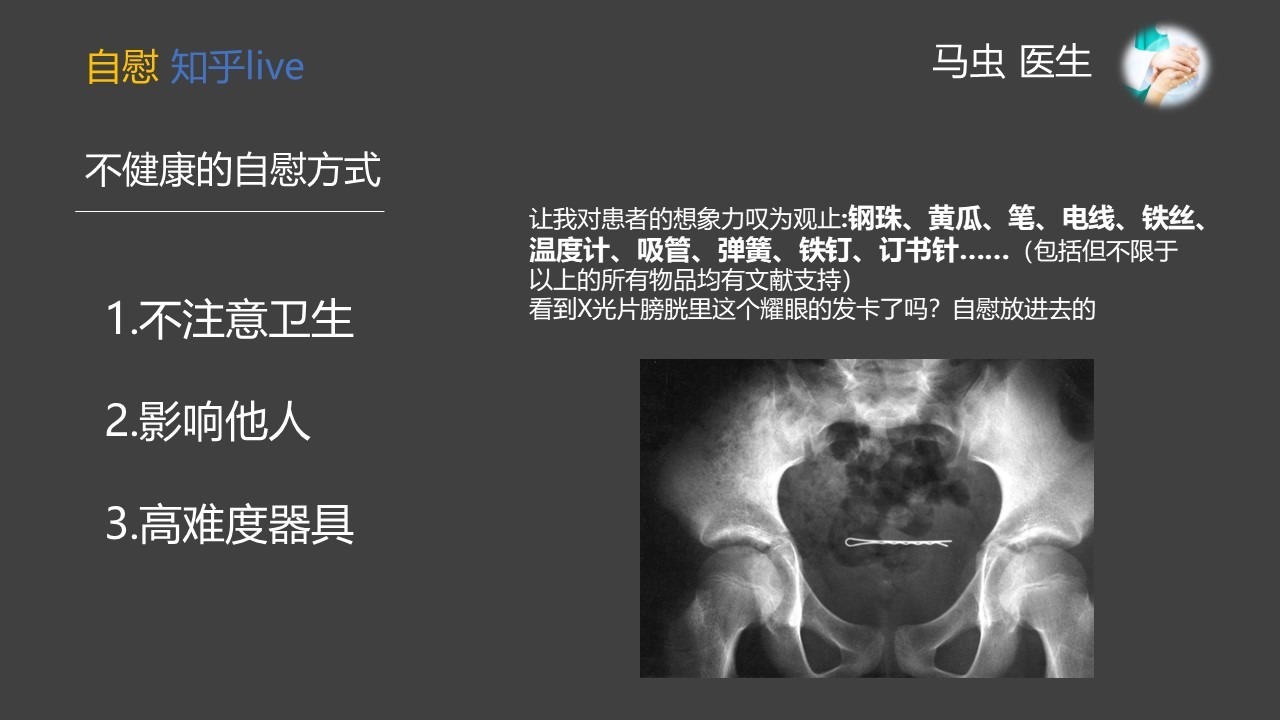 自慰 知乎live
马虫 医生
不健康的自慰方式
1.不注意卫生
2.影响他人
3.高难度器具
让我对患者的想象力叹为观止:钢珠、黄瓜、笔、电线、铁丝、
温度计、吸管、弹簧、铁钉、订书针……（包括但不限于
以上的所有物品均有文献支持）
看到X光片膀胱里这个耀眼的发卡了吗？自慰放进去的